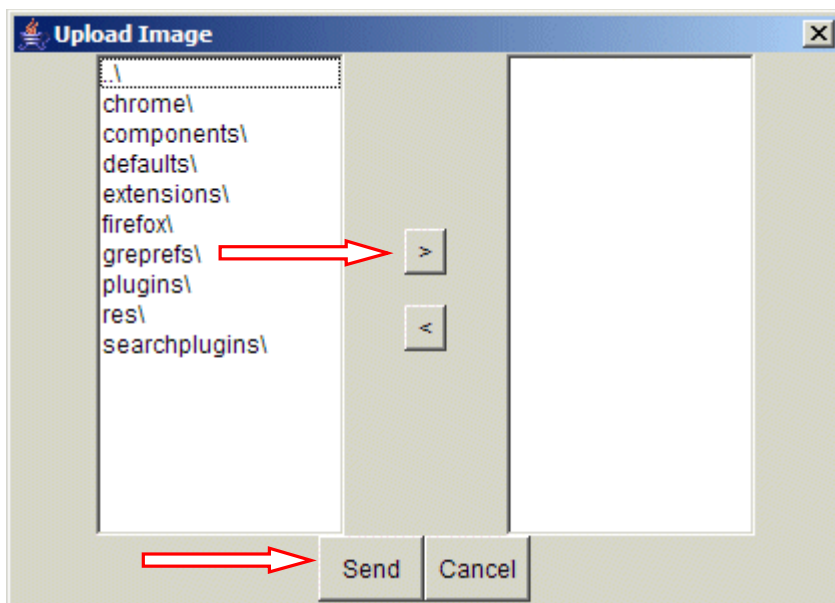 Upload Image
..\
chrome\
components\
defaults\
extensions\
firefox\
greprefs\
plugins\
res\
searchplugins\
>
<
Send
Cancel